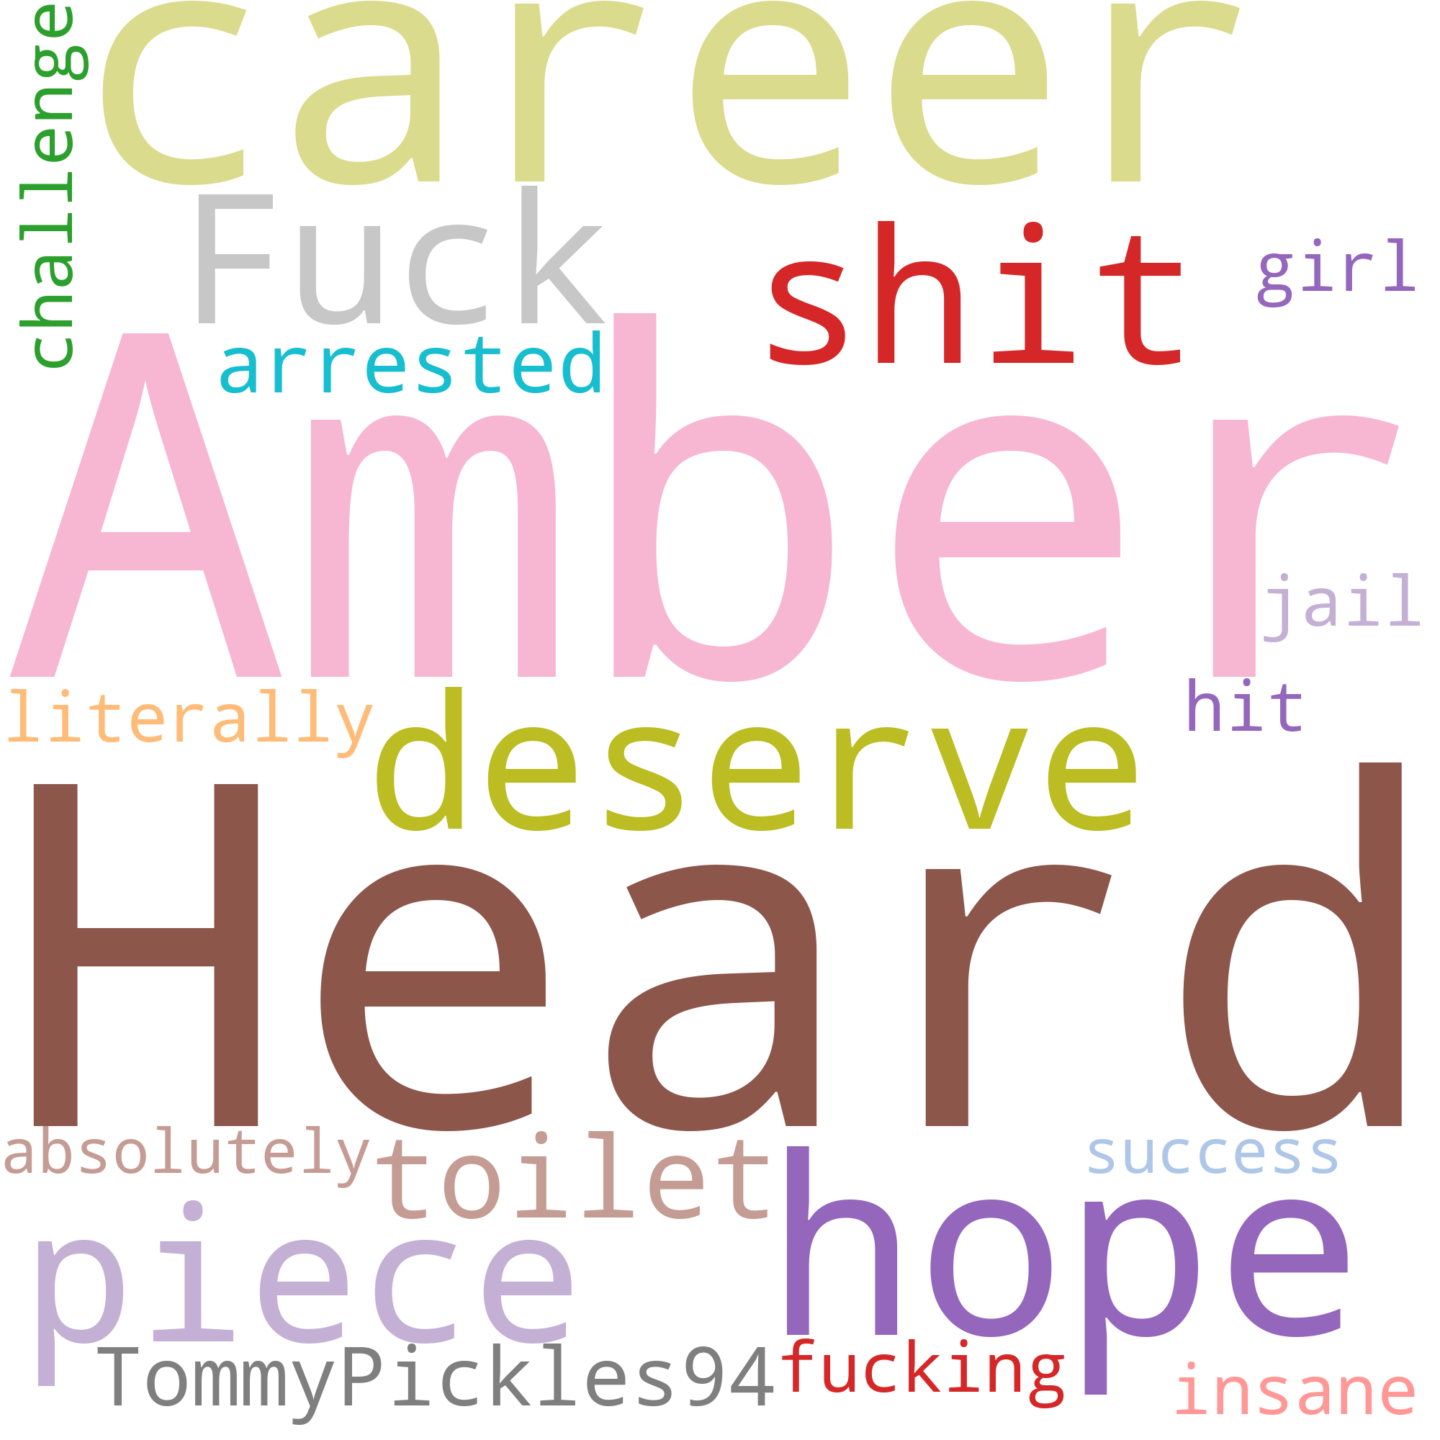 challenge
career
Fuck
shit
girl
arrested
Amber
jail
literally
deserve
hit
Heard
absolutely
toilet
success
piece
hope
TommyPickles94
fucking
insane